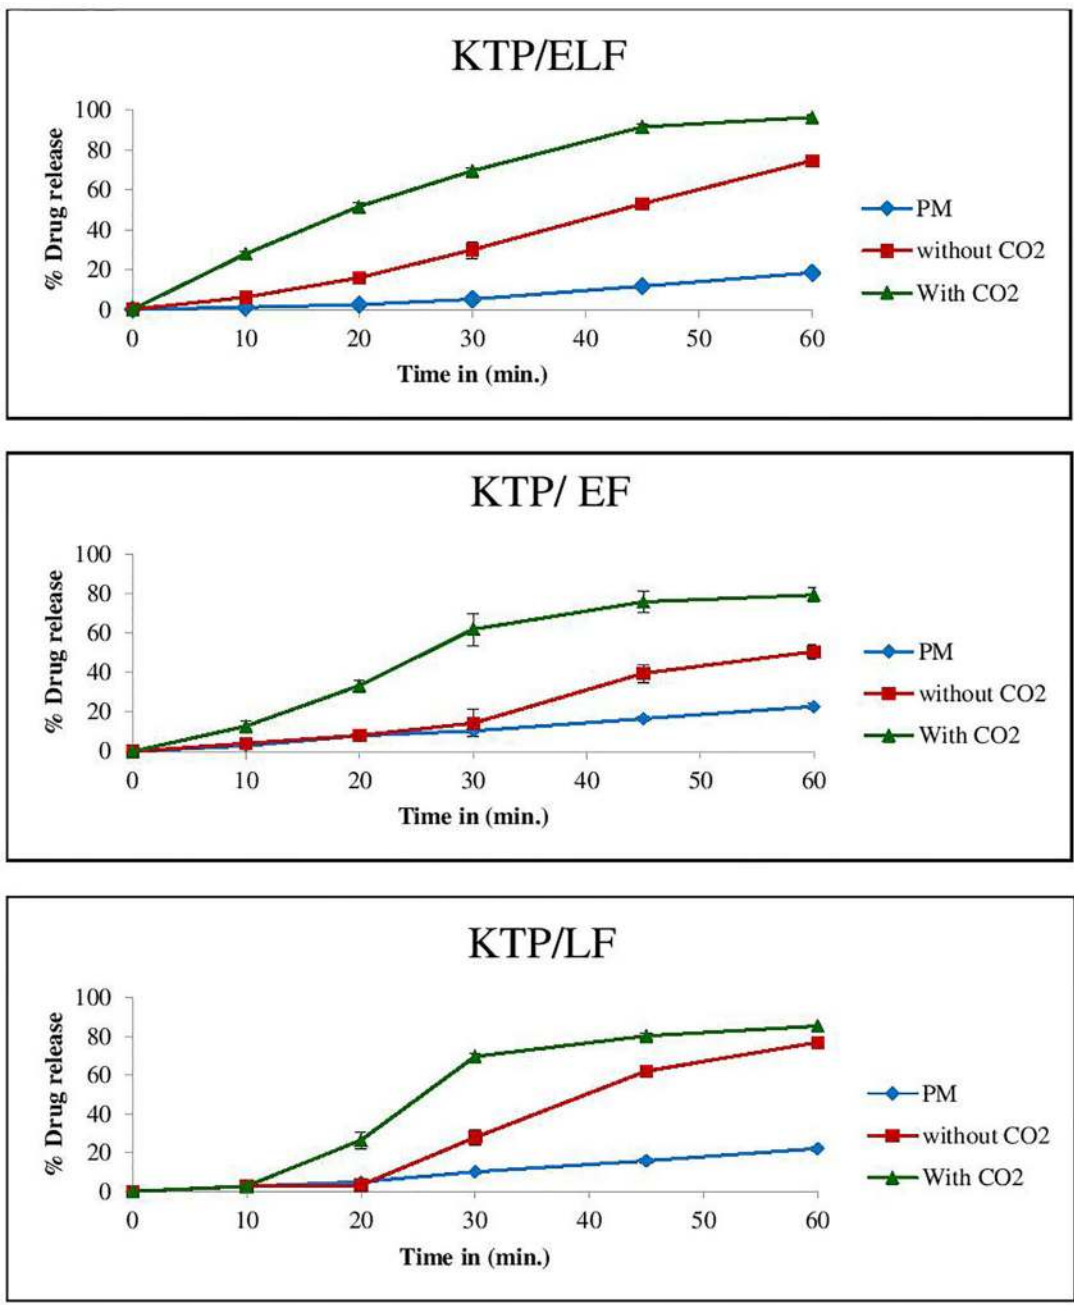 KTP/ELF
100
80
60
40
20
0
% Drug release
0 10 20 30 40 50 60
Time in (min.)
PM
without CO2
With CO2
KTP/ EF
100
80
60
40
20
0
% Drug release
0 10 20 30 40 50 60
Time in (min.)
PM
without CO2
With CO2
KTP/LF
100
80
60
40
20
0
% Drug release
0 10 20 30 40 50 60
Time in (min.)
PM
without CO2
With CO2